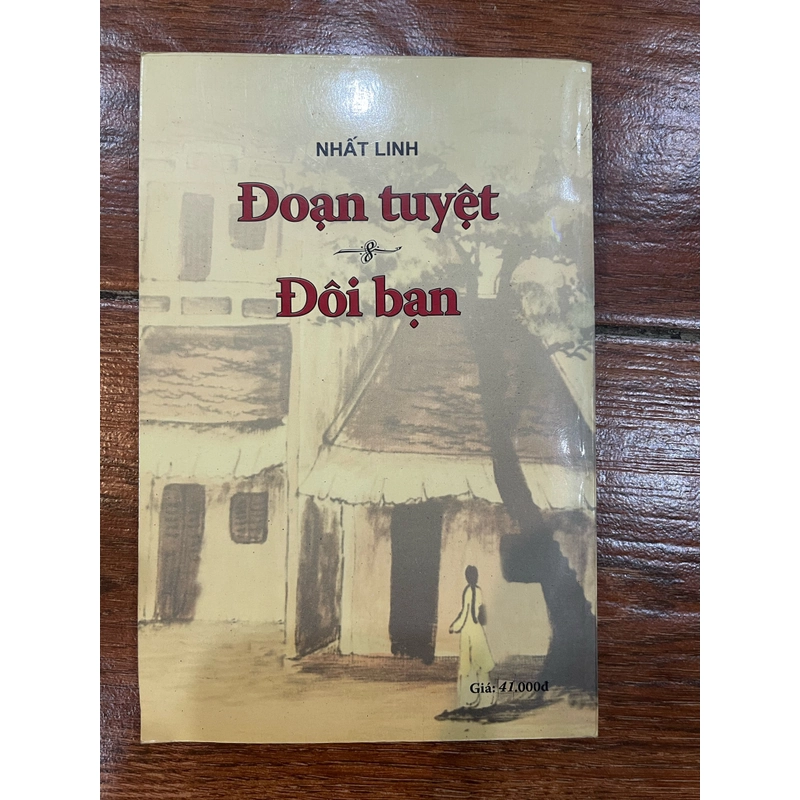 NHẤT LINH
Đoạn tuyệt
Đôi bạn
Giá: 41.000đ